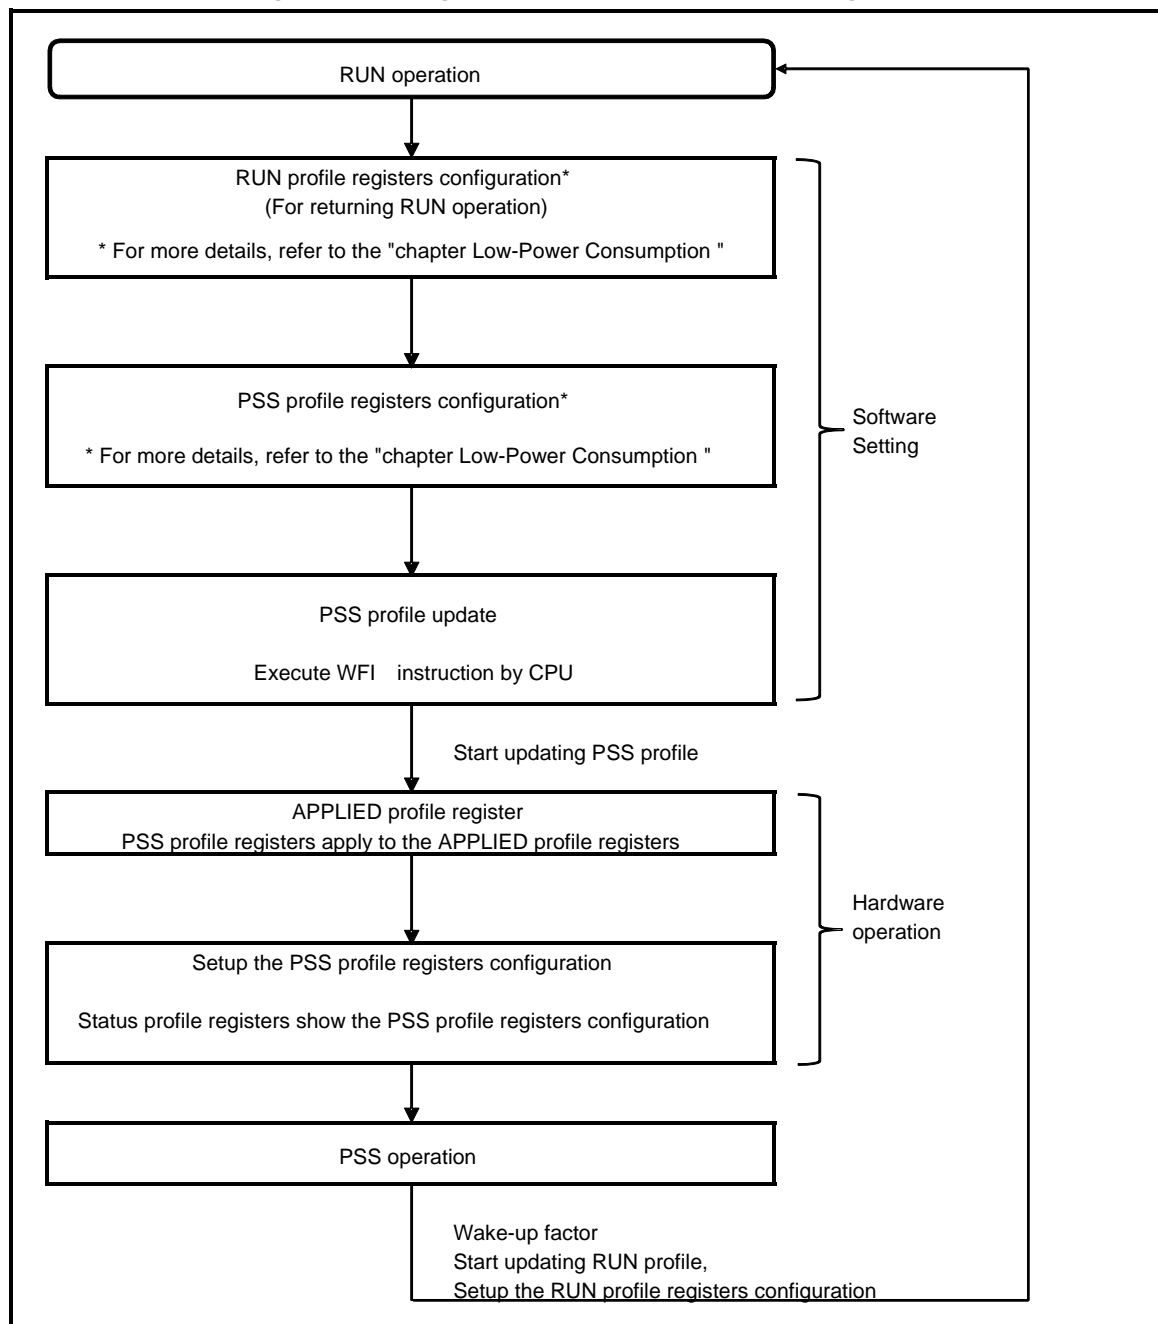 RUN operation
RUN profile registers configuration*
(For returning RUN operation)
* For more details, refer to the "chapter Low-Power Consumption "
PSS profile registers configuration*
* For more details, refer to the "chapter Low-Power Consumption "
Software
Setting
PSS profile update
Execute WFI instruction by CPU
Start updating PSS profile
APPLIED profile register
PSS profile registers apply to the APPLIED profile registers
Hardware
operation
Setup the PSS profile registers configuration
Status profile registers show the PSS profile registers configuration
PSS operation
Wake-up factor
Start updating RUN profile,
Setup the RUN profile registers configuration